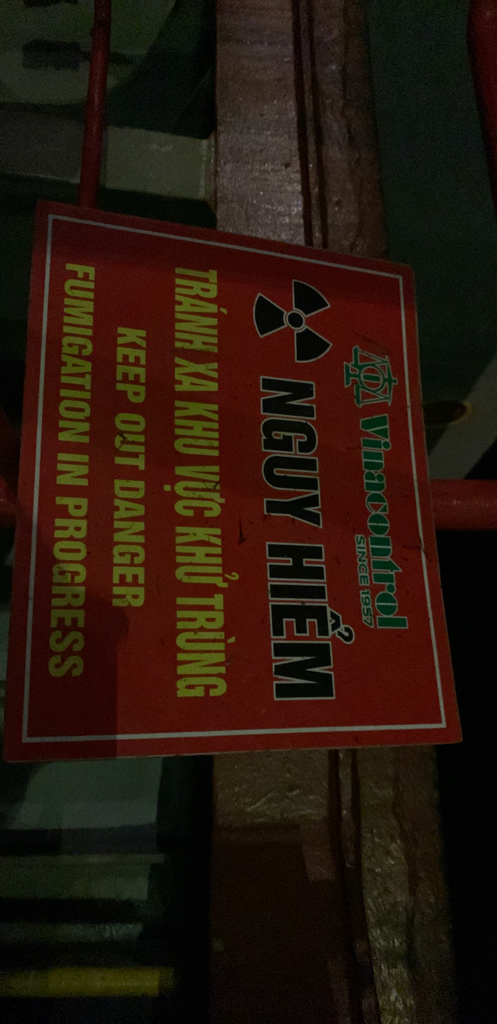 Vinacontrol
SINCE 1957
NGUY HIỂM
TRÁNH XA KHU VỰC KHỬ TRÙNG
KEEP OUT DANGER
FUMIGATION IN PROGRESS